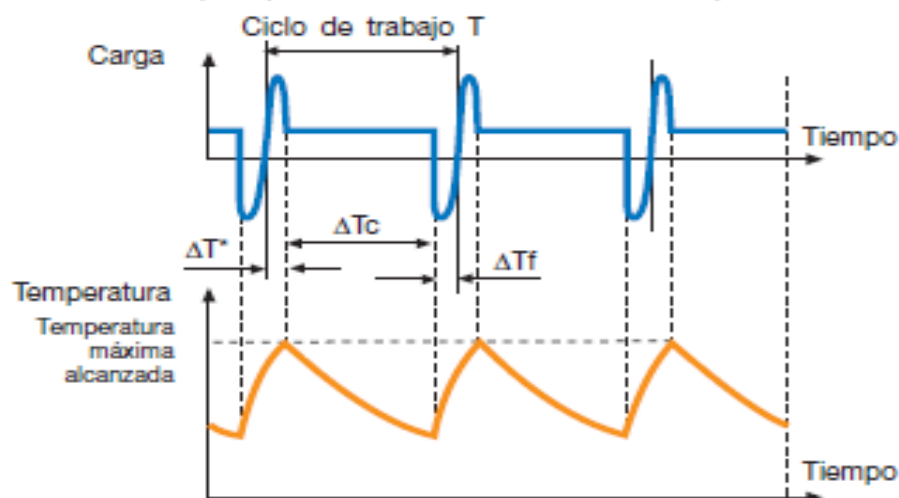 Ciclo de trabajo T
Carga
Tiempo
ΔTc
ΔT*
ΔTf
Temperatura
Temperatura
máxima
alcanzada
Tiempo